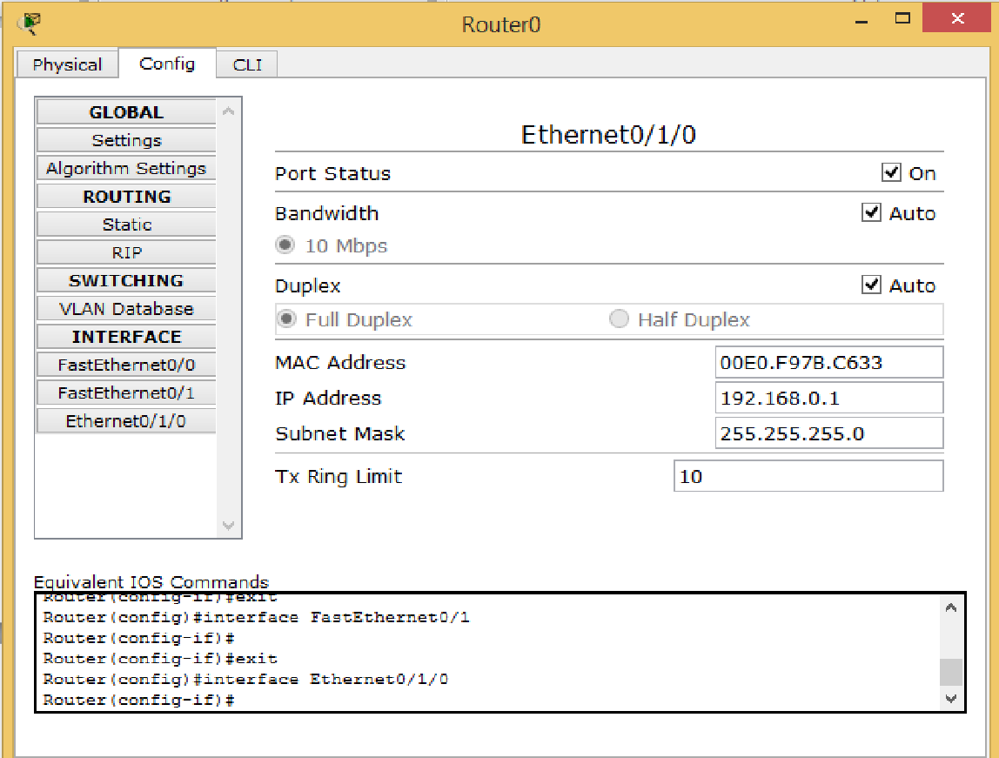 Router0
Physical Config CLI
GLOBAL
Settings
Algorithm Settings
ROUTING
Static
RIP
SWITCHING
VLAN Database
INTERFACE
FastEthernet0/0
FastEthernet0/1
Ethernet0/1/0
Ethernet0/1/0
Port Status On
Bandwidth Auto
10 Mbps
Duplex Auto
Full Duplex Half Duplex
MAC Address 00E0.F97B.C633
IP Address 192.168.0.1
Subnet Mask 255.255.255.0
Tx Ring Limit 10
Equivalent IOS Commands
Router(config-if)#exit
Router(config)#interface FastEthernet0/1
Router(config-if)#
Router(config-if)#exit
Router(config)#interface Ethernet0/1/0
Router(config-if)#